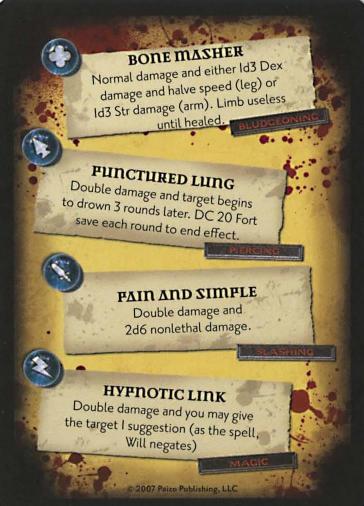 BONE MASHER
Normal damage and either 1d3 Dex
damage and halve speed (leg) or
1d3 Str damage (arm). Limb useless
until healed.
BLUDGEONING
PUNCTURED LUNG
Double damage and target begins
to drown 3 rounds later. DC 20 Fort
save each round to end effect.
PIERCING
PAIN AND SIMPLE
Double damage and
2d6 nonlethal damage.
SLASHING
HYPNOTIC LINK
Double damage and you may give
the target 1 suggestion (as the spell,
Will negates)
MAGIC
© 2007 Paizo Publishing, LLC